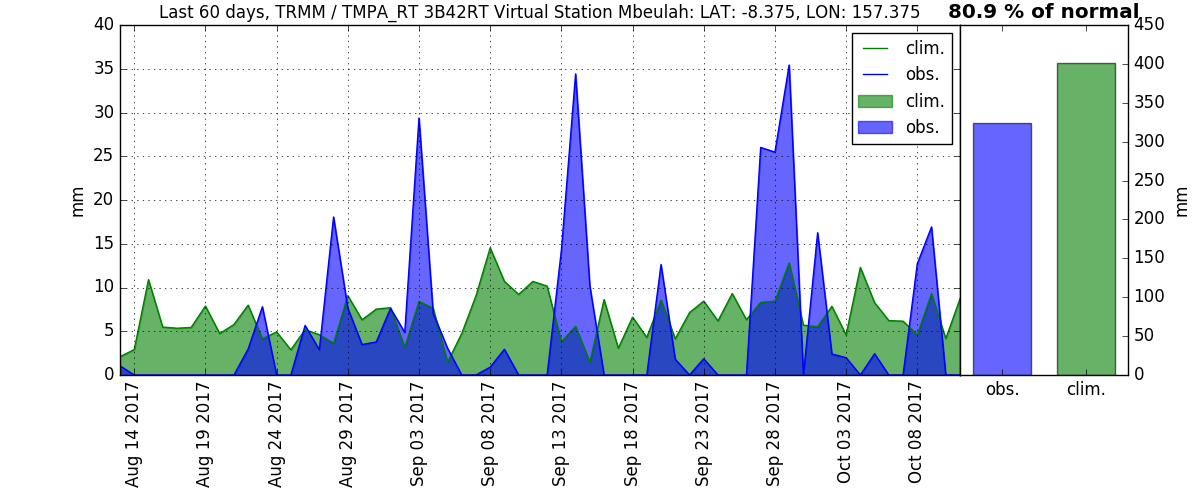 Last 60 days, TRMM / TMPA_RT 3B42RT Virtual Station Mbeulah: LAT: -8.375, LON: 157.375
80.9 % of normal
40
35
30
25
20
15
10
5
0
mm
clim.
obs.
clim.
obs.
450
400
350
300
250
200
150
100
50
0
mm
Aug 14 2017
Aug 19 2017
Aug 24 2017
Aug 29 2017
Sep 03 2017
Sep 08 2017
Sep 13 2017
Sep 18 2017
Sep 23 2017
Sep 28 2017
Oct 03 2017
Oct 08 2017
obs.
clim.